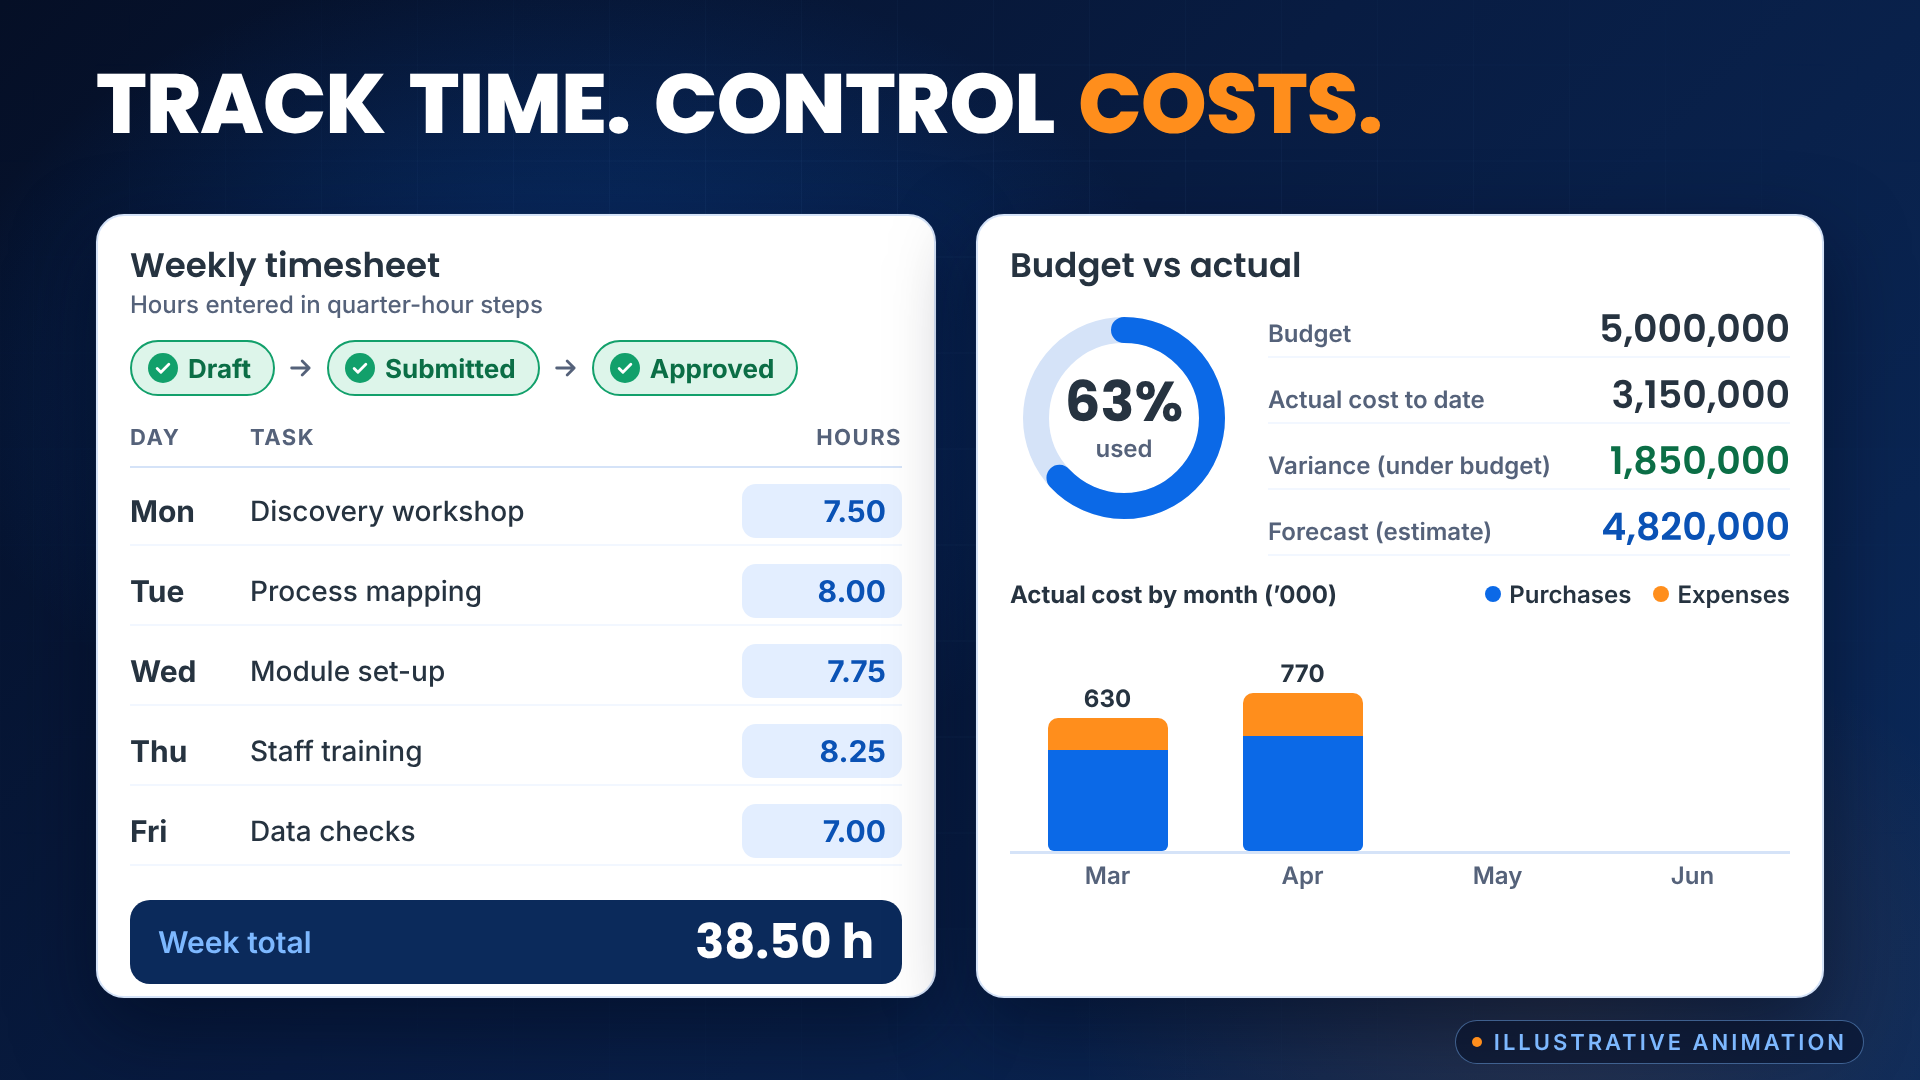 TRACK TIME. CONTROL COSTS.
Weekly timesheet
Hours entered in quarter-hour steps
Draft → Submitted → Approved
DAY TASK HOURS
Mon Discovery workshop 7.50
Tue Process mapping 8.00
Wed Module set-up 7.75
Thu Staff training 8.25
Fri Data checks 7.00
Week total 38.50 h
Budget vs actual
63%
used
Budget 5,000,000
Actual cost to date 3,150,000
Variance (under budget) 1,850,000
Forecast (estimate) 4,820,000
Actual cost by month (’000) Purchases Expenses
630 770
Mar Apr May Jun
ILLUSTRATIVE ANIMATION